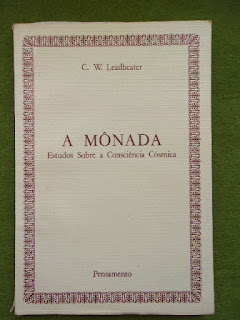 C. W. Leadbeater
A MÔNADA
Estudos Sobre a Consciência Cósmica
Pensamento